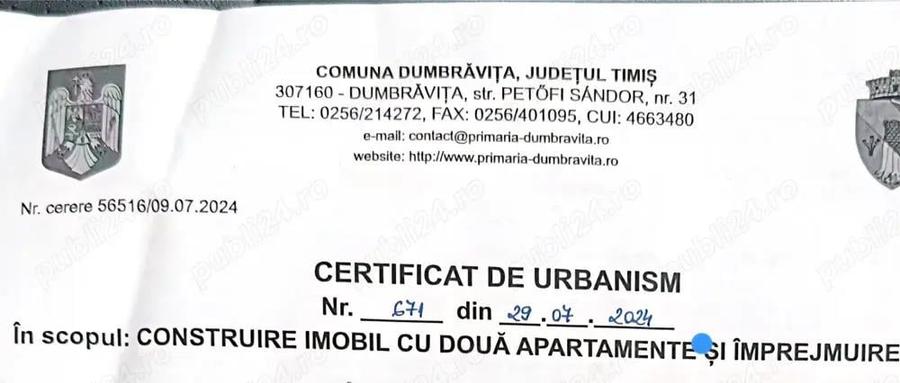 COMUNA DUMBRĂVIȚA, JUDEȚUL TIMIȘ
307160 - DUMBRĂVIȚA, str. PETŐFI SÁNDOR, nr. 31
TEL: 0256/214272, FAX: 0256/401095, CUI: 4663480
e-mail: contact@primaria-dumbravita.ro
website: http://www.primaria-dumbravita.ro
Nr. cerere 56516/09.07.2024
CERTIFICAT DE URBANISM
Nr. 671 din 29.07.2024
În scopul: CONSTRUIRE IMOBIL CU DOUĂ APARTAMENTE ȘI ÎMPREJMUIRE
publi24.ro